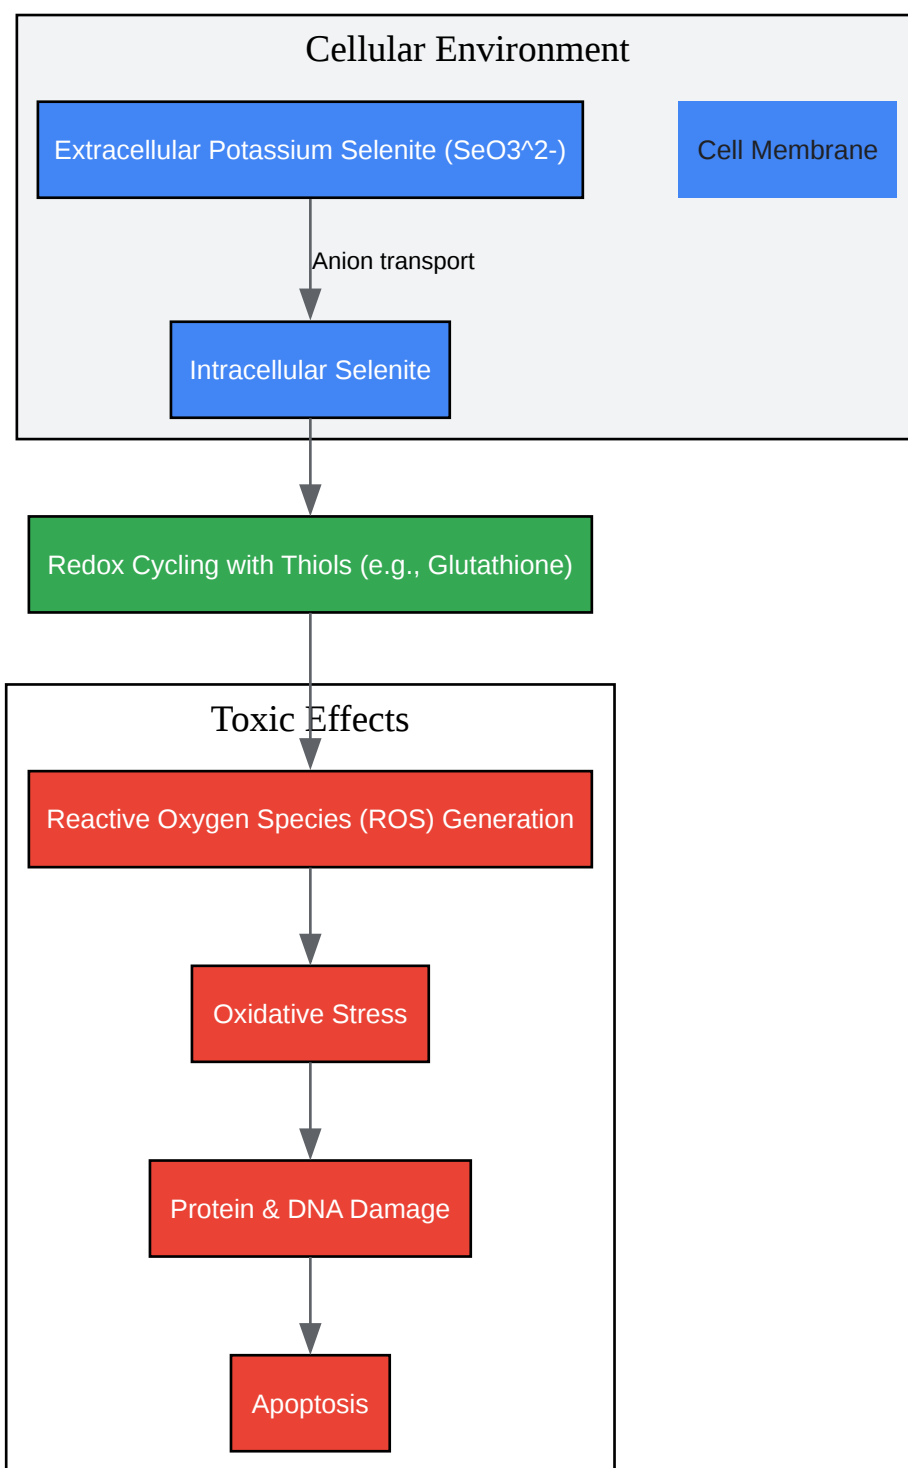 Cellular Environment
Extracellular Potassium Selenite (SeO3^2-)
Cell Membrane
Anion transport
Intracellular Selenite
Redox Cycling with Thiols (e.g., Glutathione)
Toxic Effects
Reactive Oxygen Species (ROS) Generation
Oxidative Stress
Protein & DNA Damage
Apoptosis